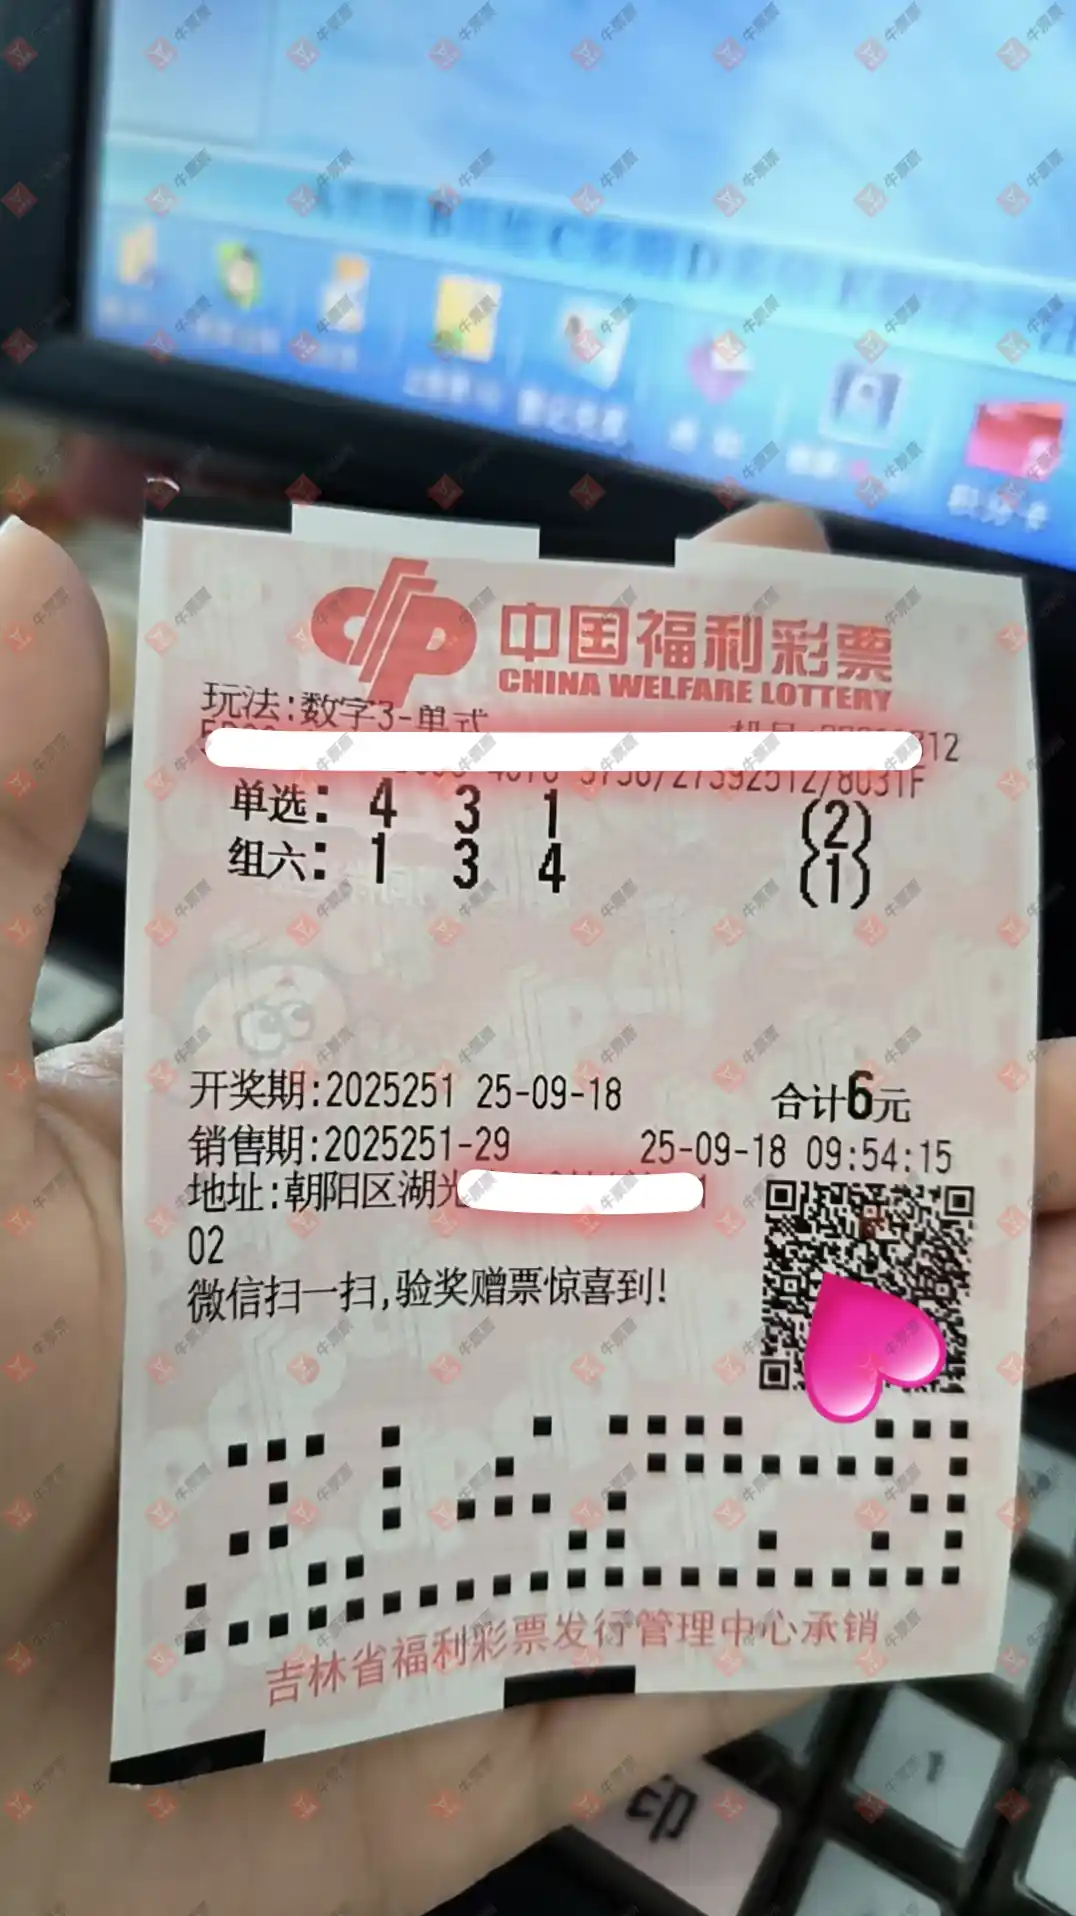 中国福利彩票
CHINA WELFARE LOTTERY
玩法:数字3-单式
单选: 4 3 1 (2)
组六: 1 3 4 (1)
开奖期:2025251 25-09-18 合计6元
销售期:2025251-29 25-09-18 09:54:15
地址:朝阳区湖光
02
微信扫一扫,验奖赠票惊喜到!
吉林省福利彩票发行管理中心承销
印
牛票票